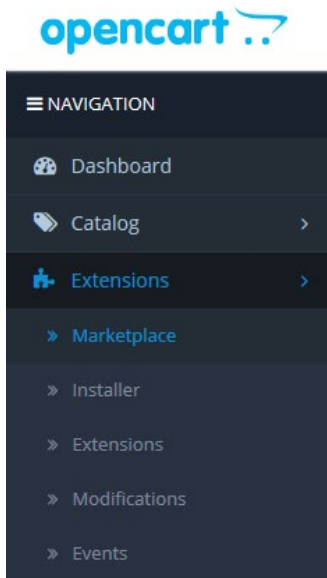 opencart
NAVIGATION
Dashboard
Catalog
Extensions
Marketplace
Installer
Extensions
Modifications
Events